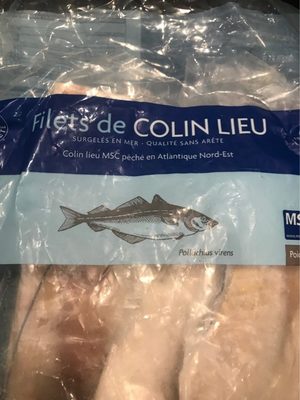 Filets de COLIN LIEU
SURGELÉS EN MER - QUALITÉ SANS ARÊTE
Colin lieu MSC pêché en Atlantique Nord-Est
Pollachius virens